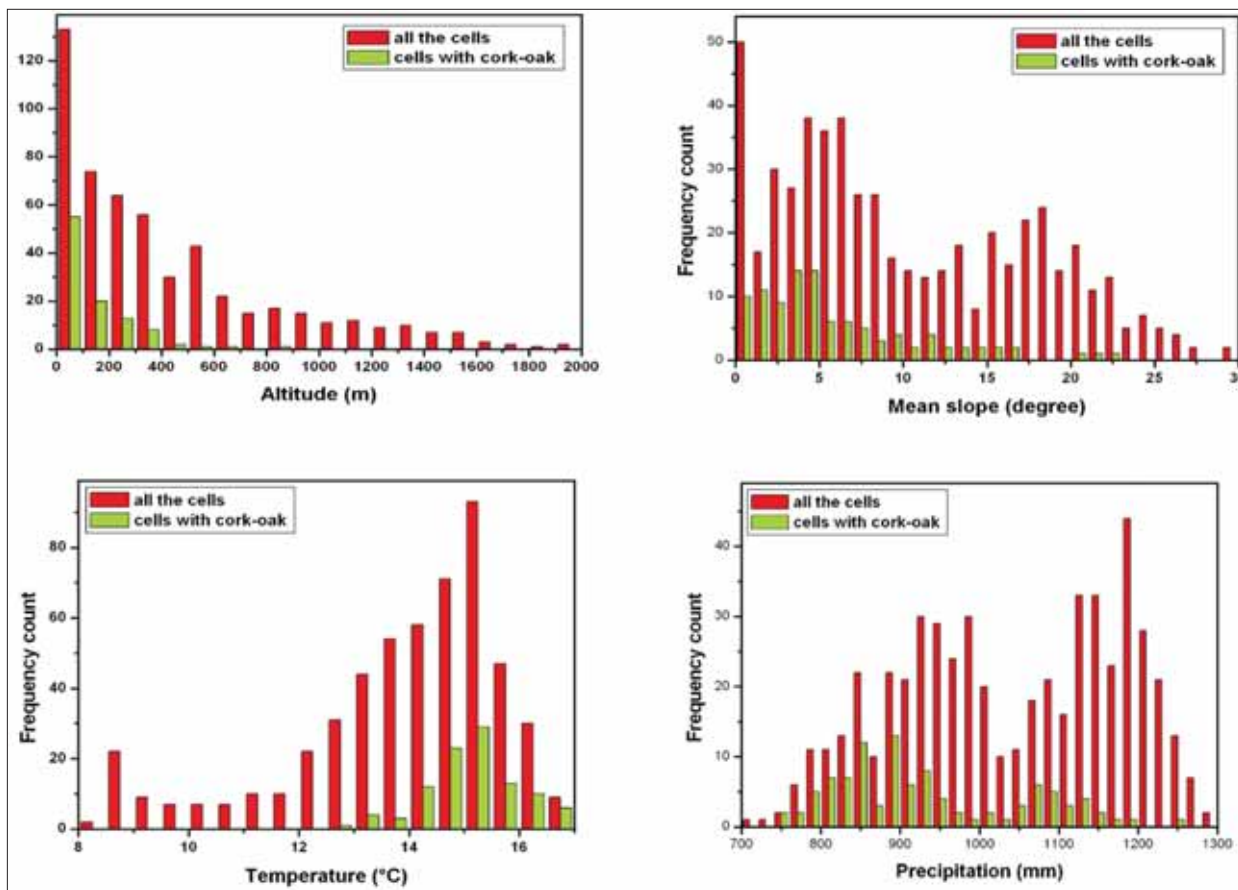 all the cells
cells with cork-oak
120
100
80
60
40
20
0
0 200 400 600 800 1000 1200 1400 1600 1800 2000
Altitude (m)
all the cells
cells with cork-oak
Frequency count
50
40
30
20
10
0
0 5 10 15 20 25 30
Mean slope (degree)
all the cells
cells with cork-oak
Frequency count
80
60
40
20
0
8 10 12 14 16
Temperature (°C)
all the cells
cells with cork-oak
Frequency count
40
30
20
10
0
700 800 900 1000 1100 1200 1300
Precipitation (mm)